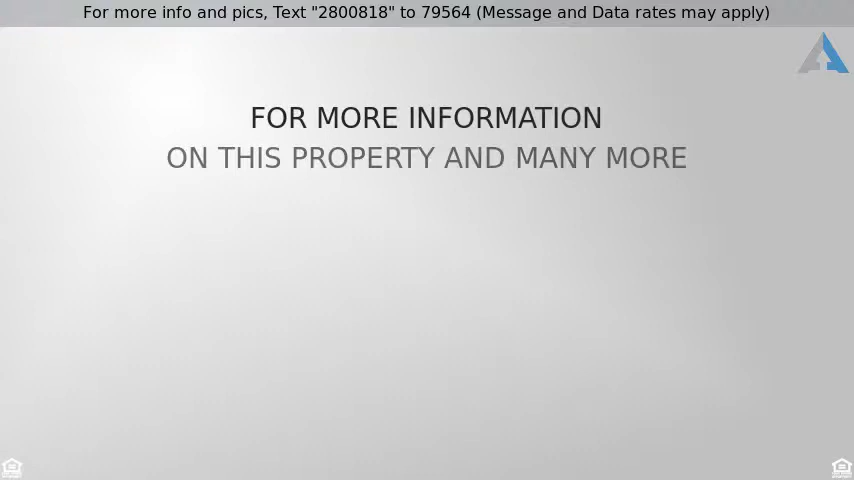 For more info and pics, Text "2800818" to 79564 (Message and Data rates may apply)
FOR MORE INFORMATION
ON THIS PROPERTY AND MANY MORE